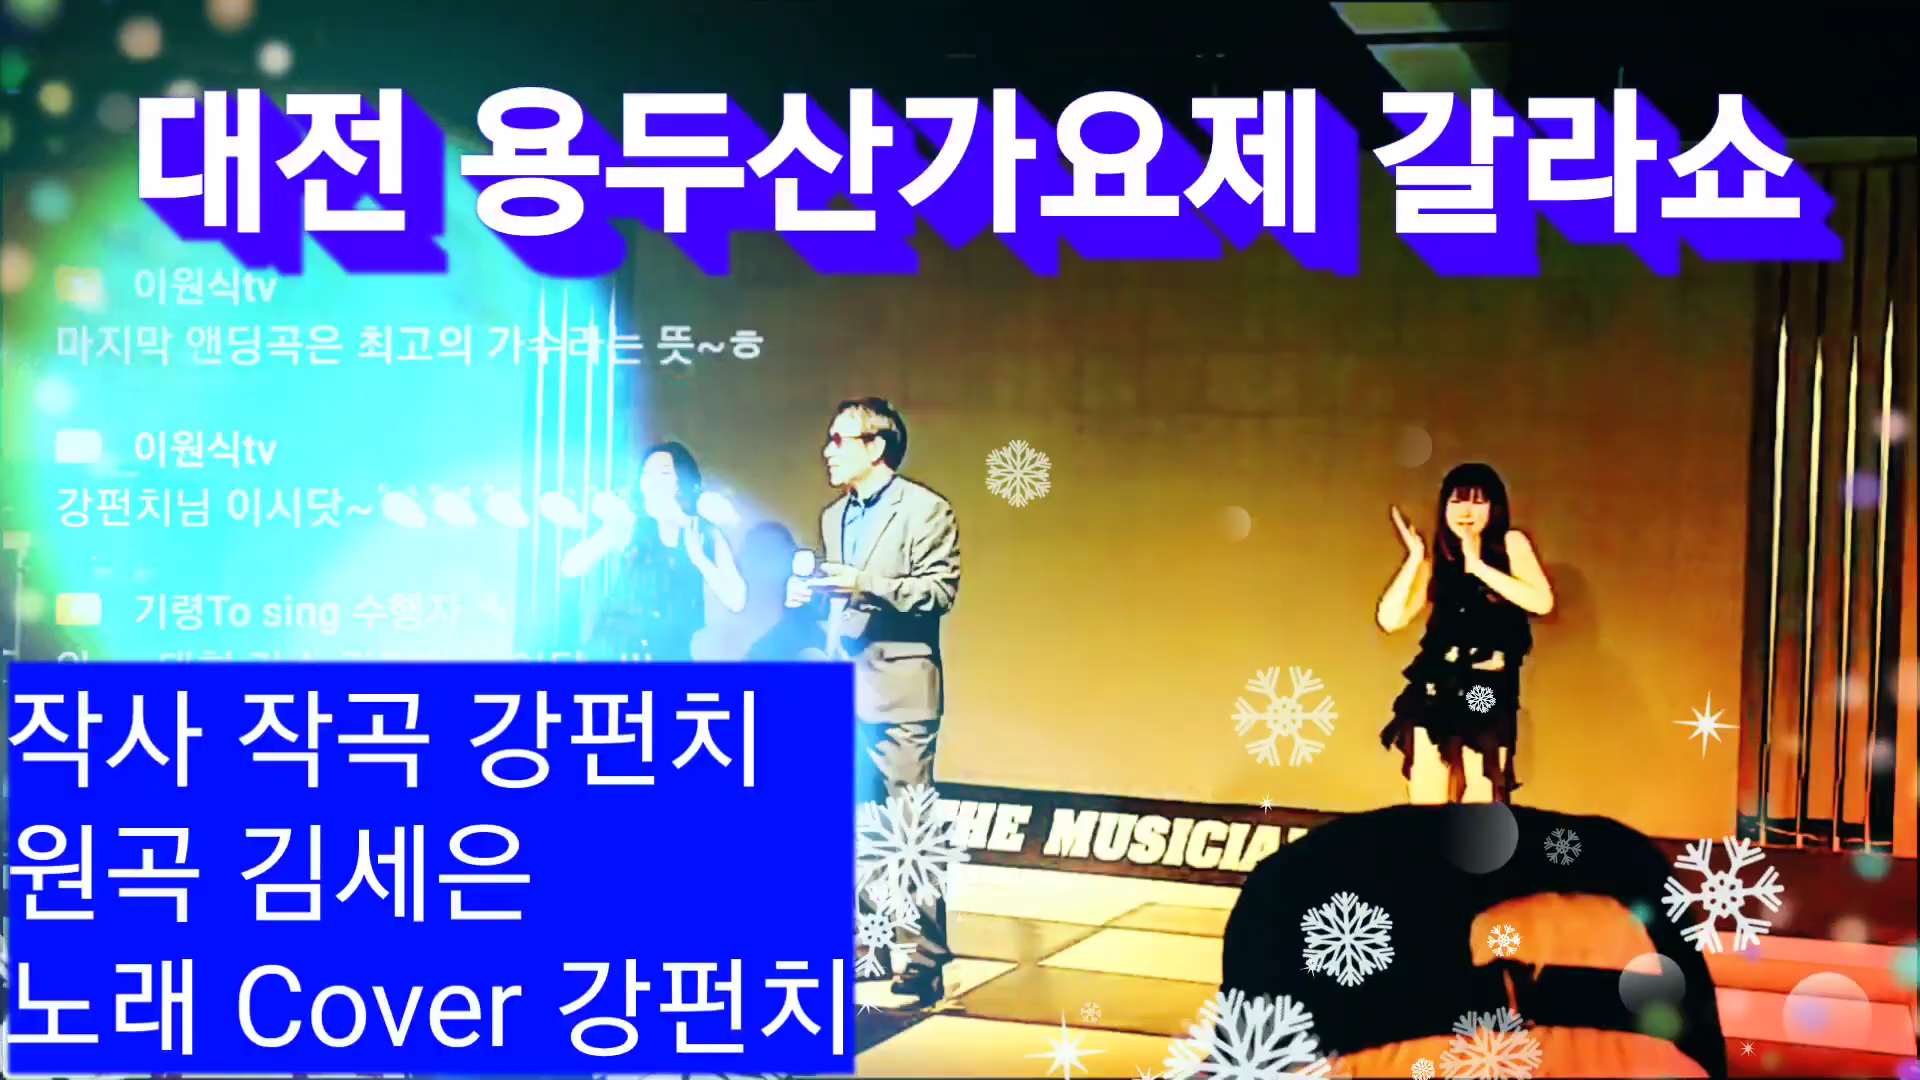 대전 용두산가요제 갈라쇼
이원식tv
마지막 앤딩곡은 최고의 가수라는 뜻~ㅎ
이원식tv
강펀치님 이시닷~
기령To sing 수행자
작사 작곡 강펀치
원곡 김세은
노래 Cover 강펀치
THE MUSICIA